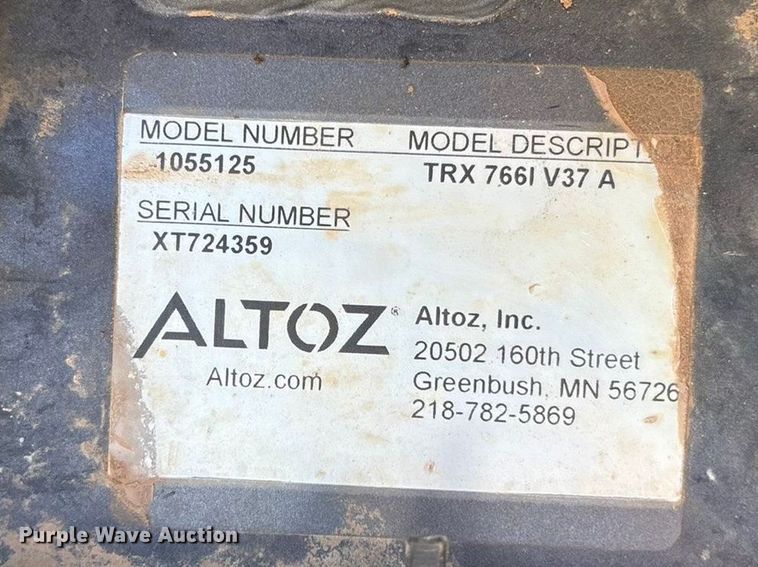 MODEL NUMBER MODEL DESCRIPTI
1055125 TRX 766I V37 A
SERIAL NUMBER
XT724359
ALTOZ®
Altoz.com
Altoz, Inc.
20502 160th Street
Greenbush, MN 56726
218-782-5869
Purple Wave Auction